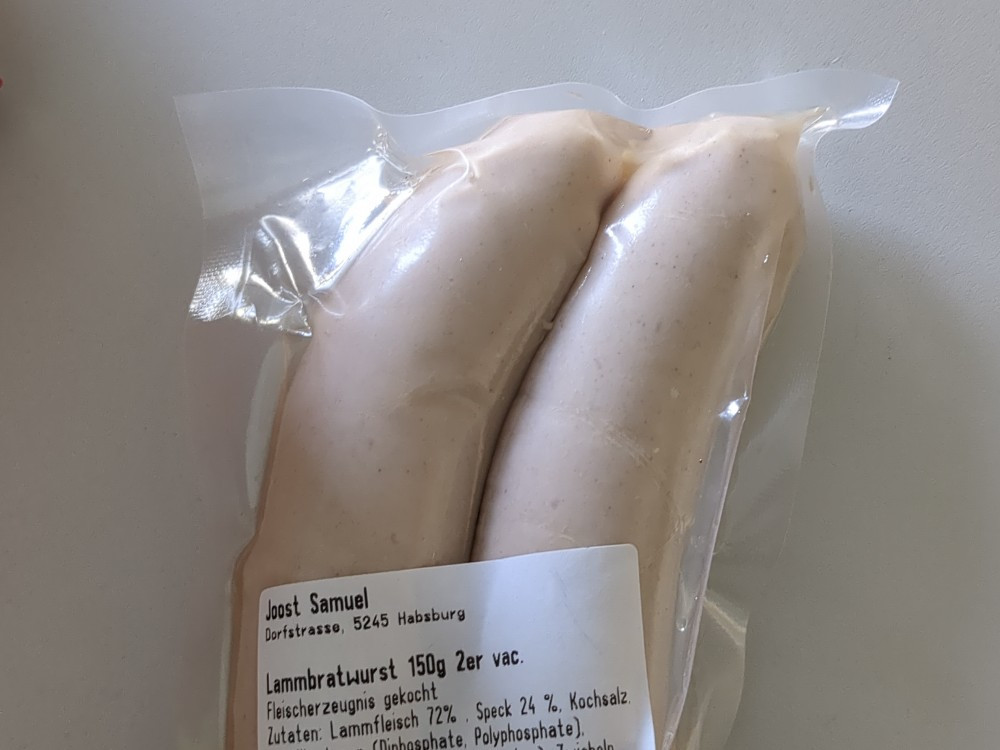 Joost Samuel
Dorfstrasse, 5245 Habsburg
Lammbratwurst 150g 2er vac.
Fleischerzeugnis gekocht
Zutaten: Lammfleisch 72% , Speck 24 %, Kochsalz,
(Diphosphate, Polyphosphate),
Zwiebeln